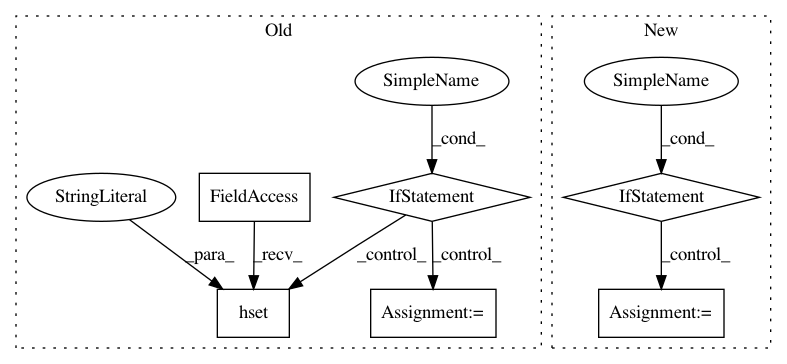 Old
New
SimpleName
SimpleName
_cond_
_cond_
StringLiteral
FieldAccess
IfStatement
IfStatement
_para_
_recv_
_control_
_control_
_control_
hset
Assignment:=
Assignment:=